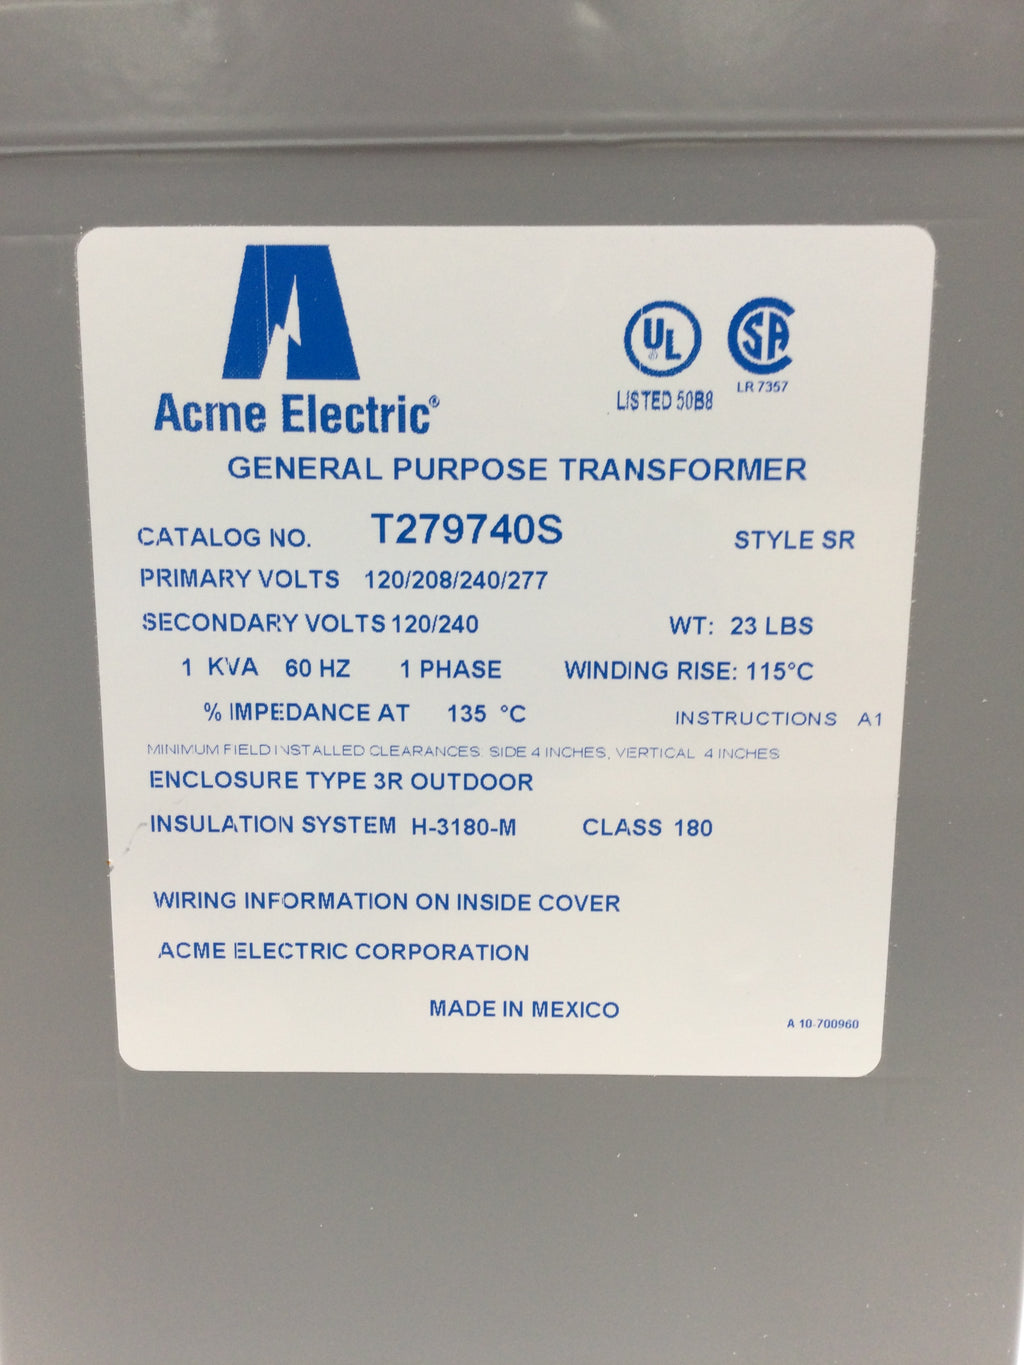 UL
LISTED 50B8
SA
LR 7357
Acme Electric®
GENERAL PURPOSE TRANSFORMER
CATALOG NO. T279740S STYLE SR
PRIMARY VOLTS 120/208/240/277
SECONDARY VOLTS 120/240 WT: 23 LBS
1 KVA 60 HZ 1 PHASE WINDING RISE: 115°C
% IMPEDANCE AT 135 °C INSTRUCTIONS A1
MINIMUM FIELD INSTALLED CLEARANCES: SIDE 4 INCHES, VERTICAL 4 INCHES
ENCLOSURE TYPE 3R OUTDOOR
INSULATION SYSTEM H-3180-M CLASS 180
WIRING INFORMATION ON INSIDE COVER
ACME ELECTRIC CORPORATION
MADE IN MEXICO
A 10-700960